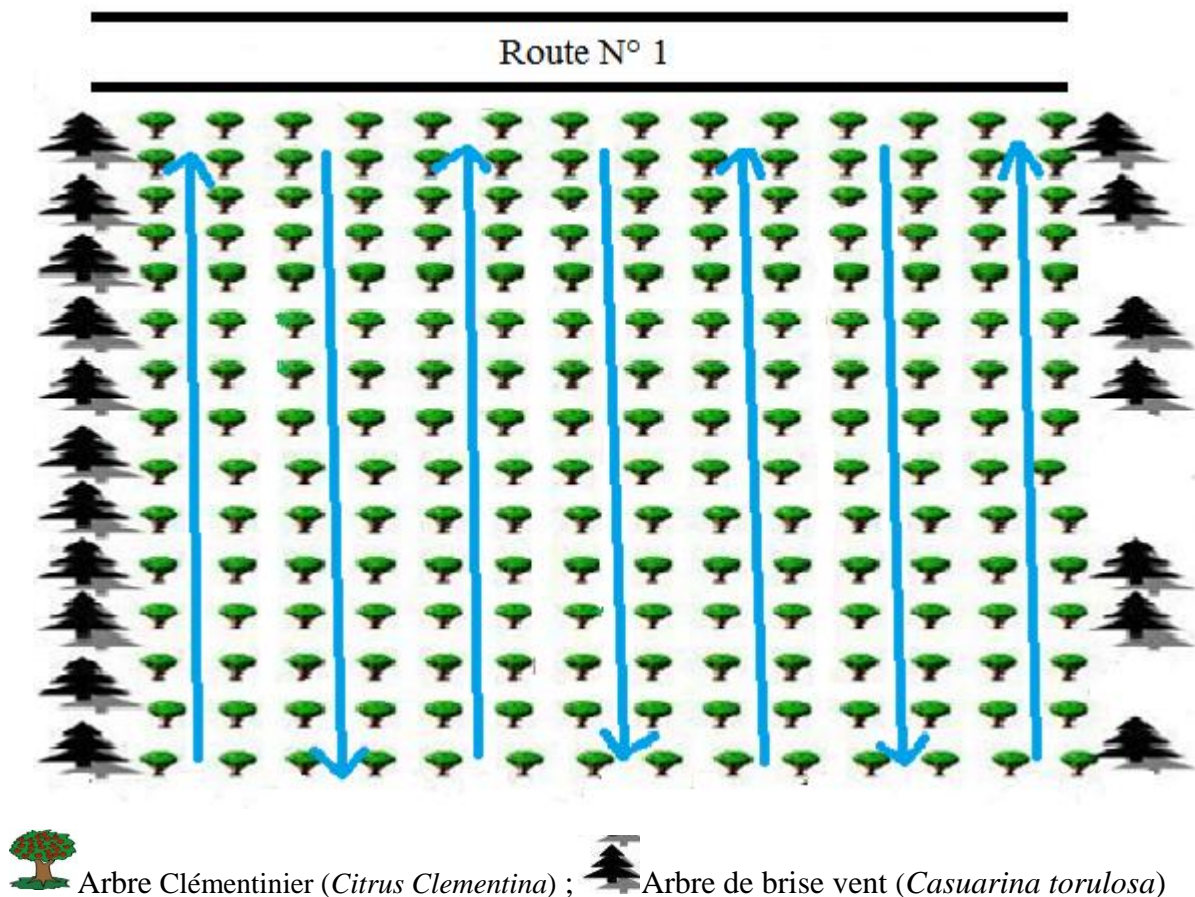 Route N° 1
Arbre Clémentinier (Citrus Clementina) ; Arbre de brise vent (Casuarina torulosa)